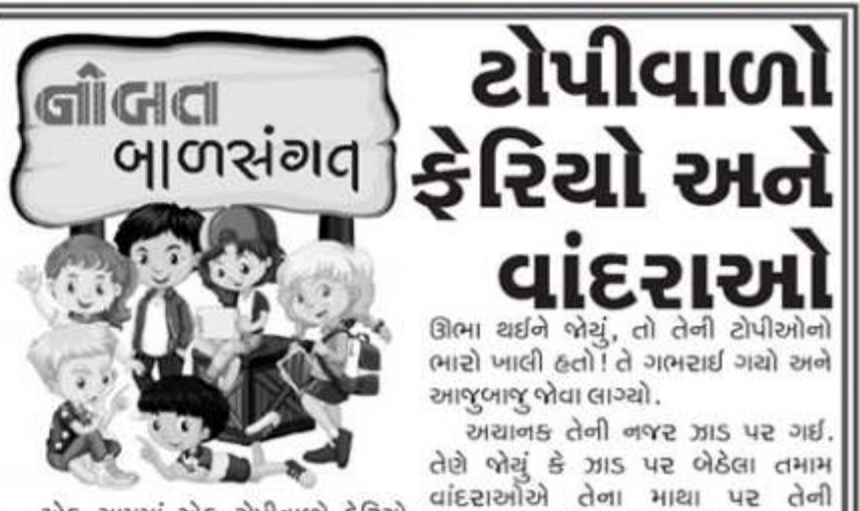 નોબત
બાળસંગત
ટોપીવાળો
ફેરિયો અને
વાંદરાઓ
ઊભા થઈને જોયું, તો તેની ટોપીઓનો
ભારો ખાલી હતો! તે ગભરાઈ ગયો અને
આજુબાજુ જોવા લાગ્યો.
અચાનક તેની નજર ઝાડ પર ગઈ.
તેણે જોયું કે ઝાડ પર બેઠેલા તમામ
વાંદરાઓએ તેના માથા પર તેની